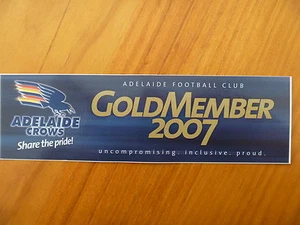 ADELAIDE FOOTBALL CLUB
GOLDMEMBER
2007
uncompromising. inclusive. proud.
ADELAIDE
CROWS
Share the pride!